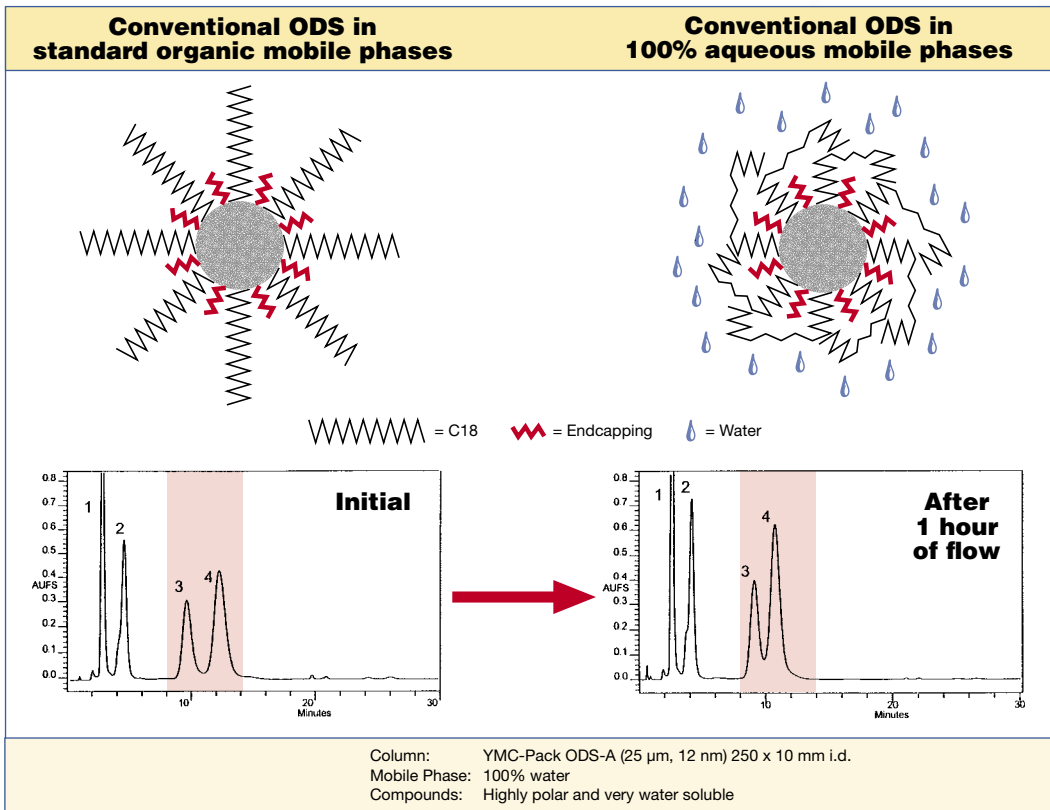 Conventional ODS in
standard organic mobile phases
Conventional ODS in
100% aqueous mobile phases
= C18
= Endcapping
= Water
0.8
0.7
0.6
0.5
0.4
AUFS
0.3
0.2
0.1
0.0
1
2
3
4
Initial
10
20
30
Minutes
0.8
0.7
0.6
0.5
0.4
AUFS
0.3
0.2
0.1
0.0
1
2
3
4
After
1 hour
of flow
10
20
30
Minutes
Column: YMC-Pack ODS-A (25 µm, 12 nm) 250 x 10 mm i.d.
Mobile Phase: 100% water
Compounds: Highly polar and very water soluble